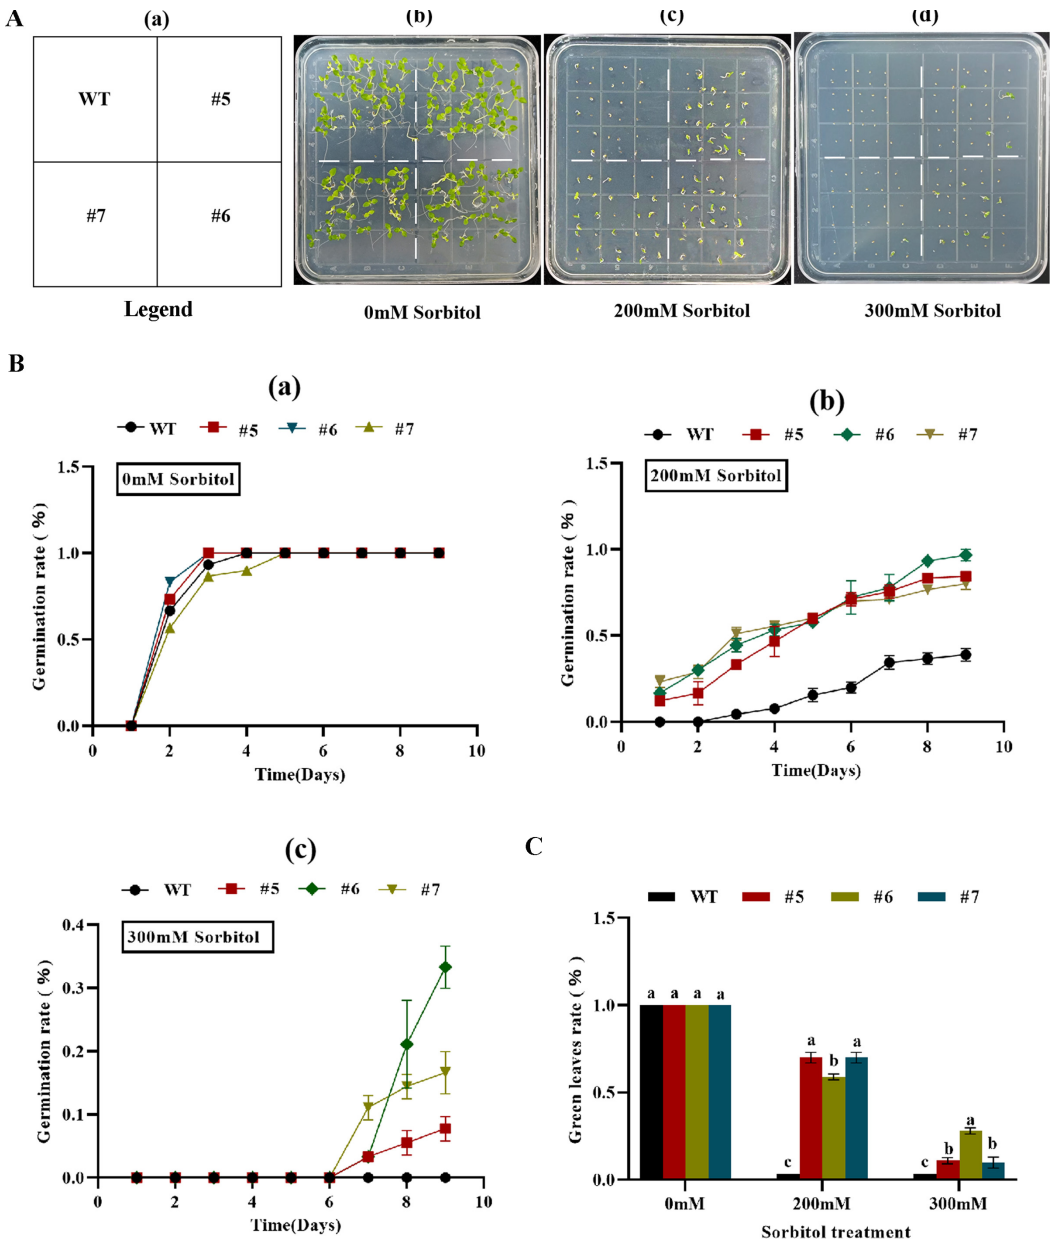 A
(a)
(b)
(c)
(d)
WT
#5
#7
#6
Legend
0mM Sorbitol
200mM Sorbitol
300mM Sorbitol
B
(a)
WT #5 #6 #7
0mM Sorbitol
Germination rate ( %)
1.5
1.0
0.5
0.0
0 2 4 6 8 10
Time(Days)
(b)
WT #5 #6 #7
200mM Sorbitol
Germination rate ( %)
1.5
1.0
0.5
0.0
0 2 4 6 8 10
Time(Days)
(c)
WT #5 #6 #7
300mM Sorbitol
Germination rate ( %)
0.4
0.3
0.2
0.1
0.0
0 2 4 6 8 10
Time(Days)
C
WT #5 #6 #7
Green leaves rate ( %)
1.5
1.0
0.5
0.0
a a a a
c a b a
c b a b
0mM 200mM 300mM
Sorbitol treatment